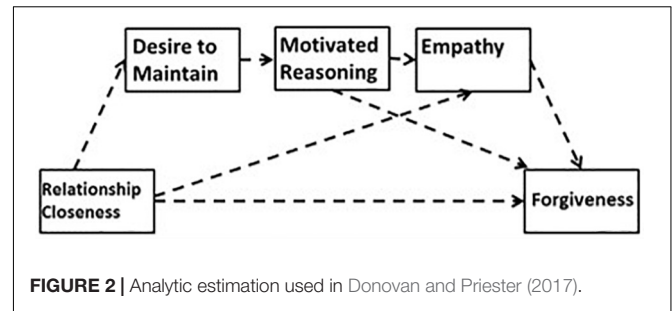 Desire to
Maintain
Motivated
Reasoning
Empathy
Relationship
Closeness
Forgiveness
FIGURE 2 | Analytic estimation used in Donovan and Priester (2017).